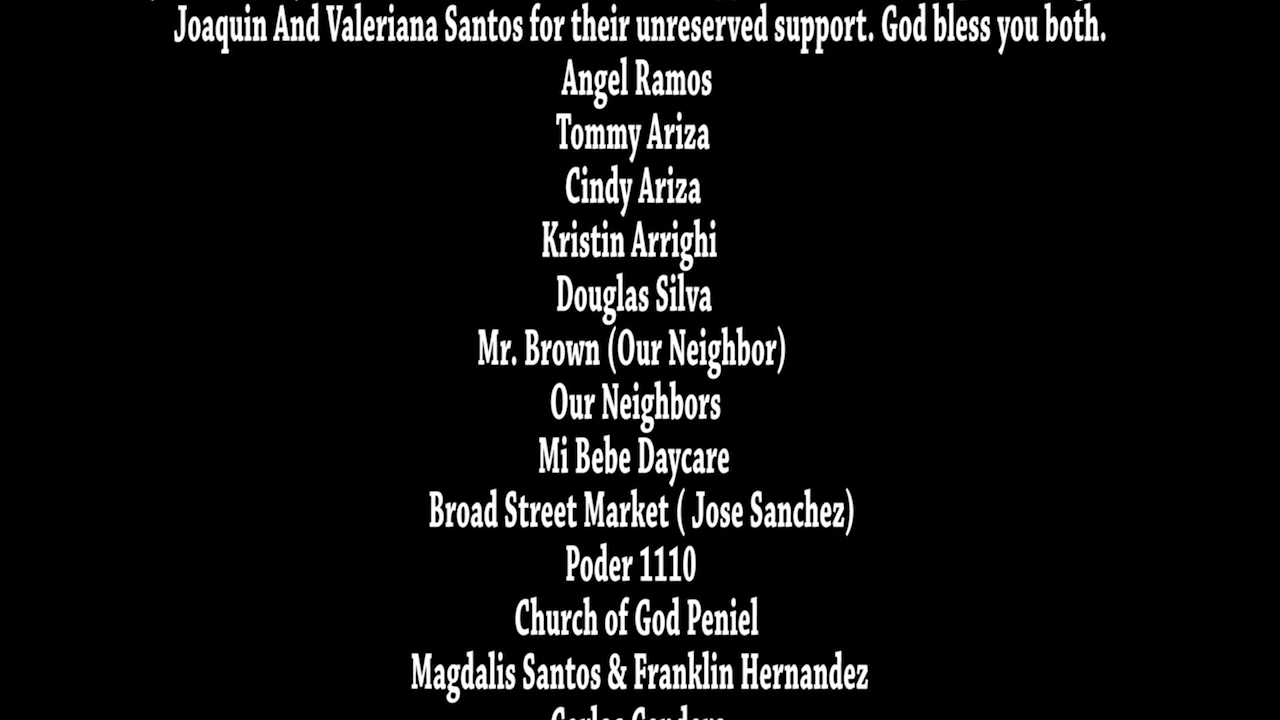 Joaquin And Valeriana Santos for their unreserved support. God bless you both.
Angel Ramos
Tommy Ariza
Cindy Ariza
Kristin Arrighi
Douglas Silva
Mr. Brown (Our Neighbor)
Our Neighbors
Mi Bebe Daycare
Broad Street Market ( Jose Sanchez)
Poder 1110
Church of God Peniel
Magdalis Santos & Franklin Hernandez